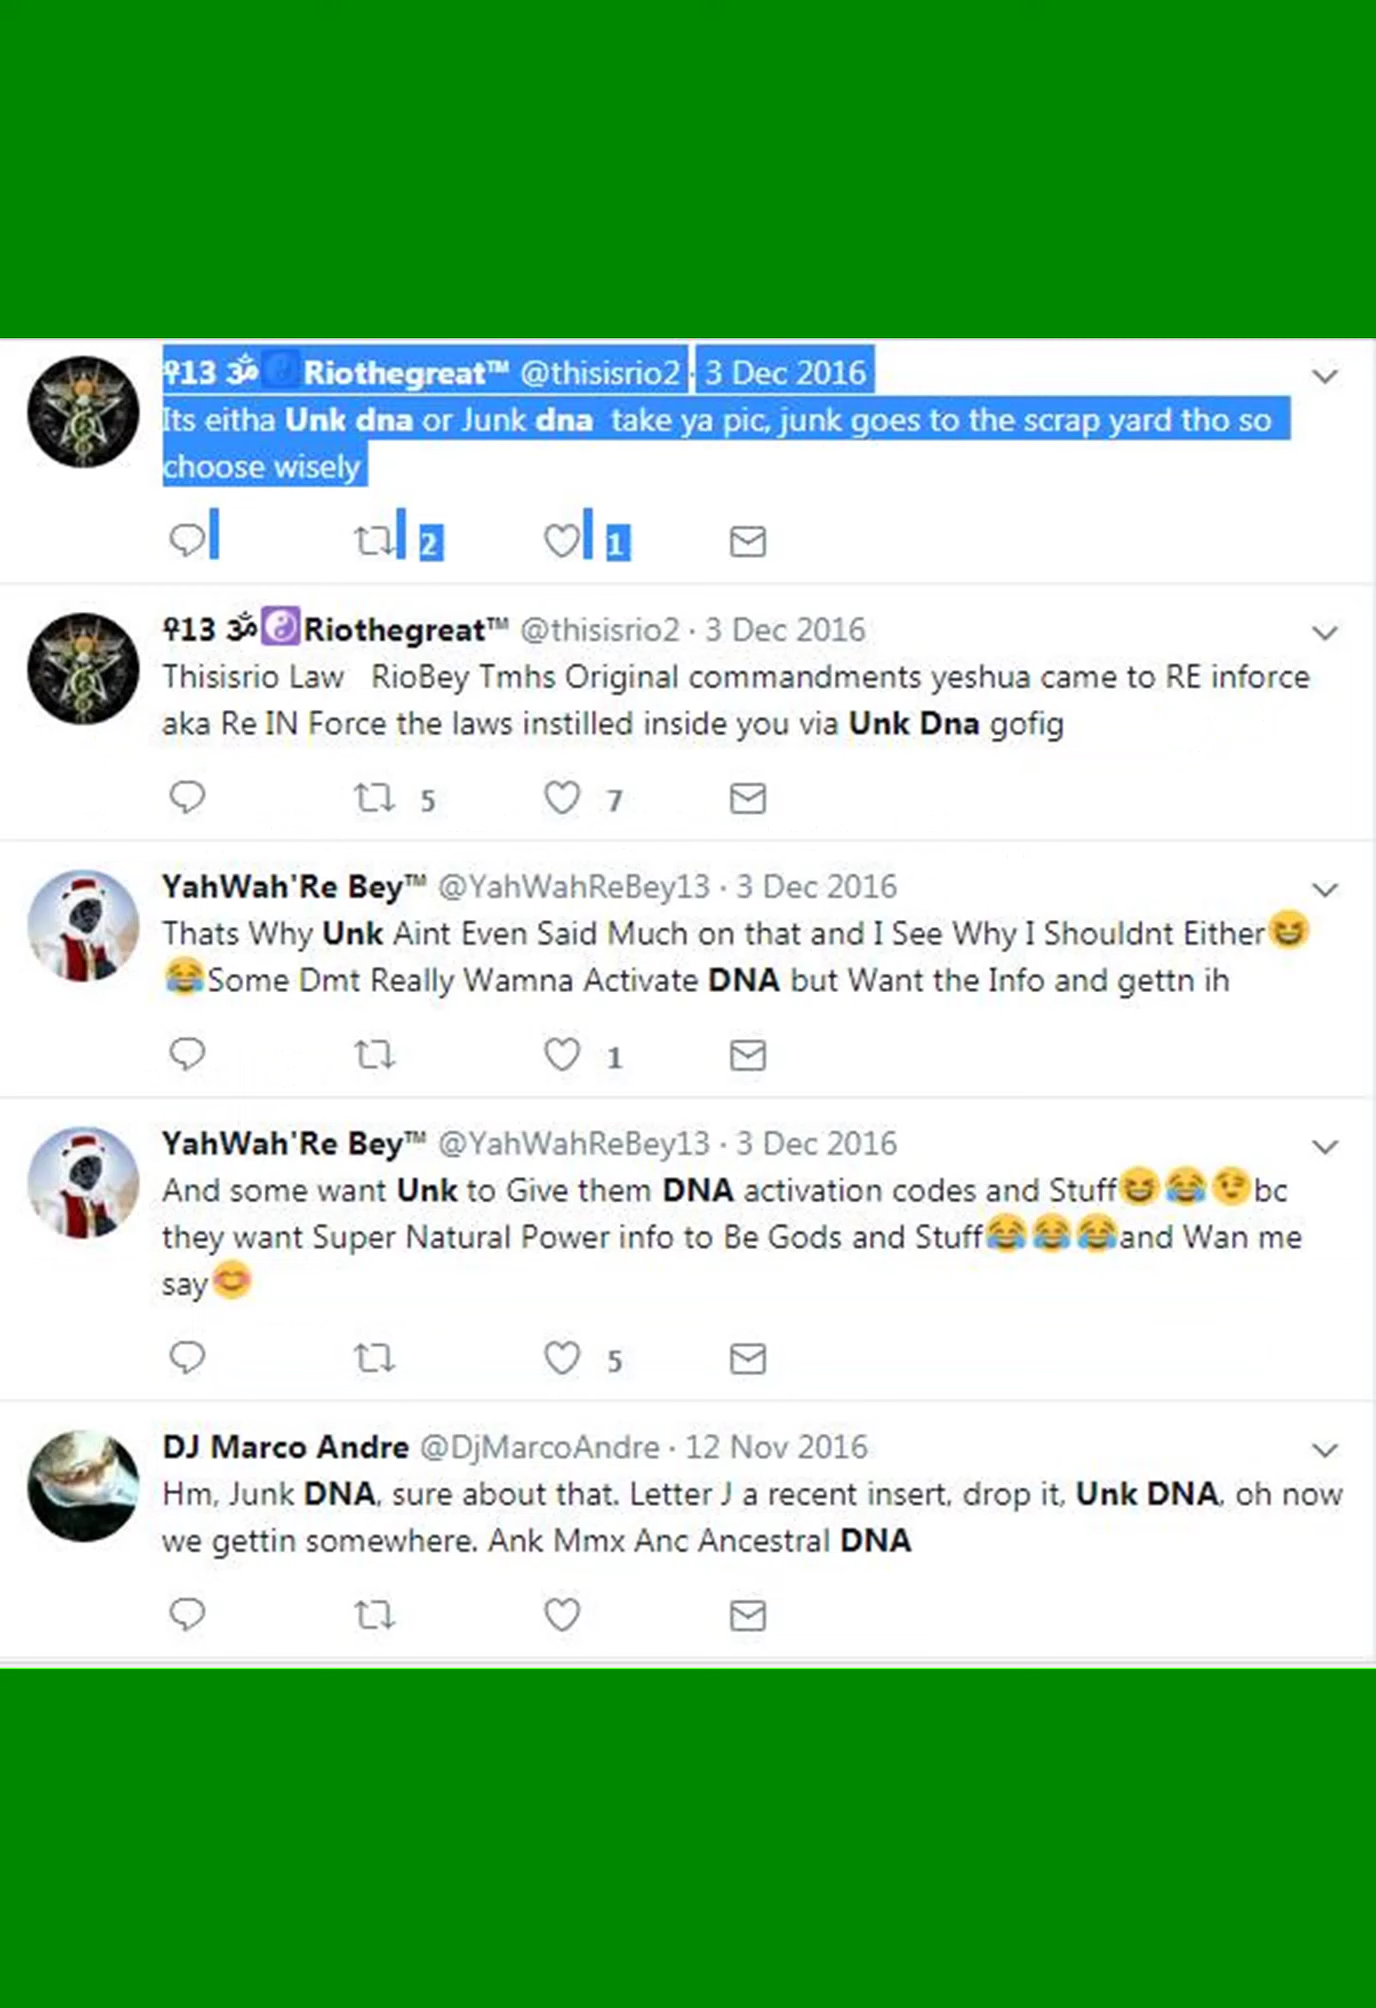 ♀13 ॐ☯Riothegreat™ @thisisrio2 · 3 Dec 2016
Its eitha Unk dna or Junk dna take ya pic, junk goes to the scrap yard tho so
choose wisely
2 1
♀13 ॐ☯Riothegreat™ @thisisrio2 · 3 Dec 2016
Thisisrio Law RioBey Tmhs Original commandments yeshua came to RE inforce
aka Re IN Force the laws instilled inside you via Unk Dna gofig
5 7
YahWah'Re Bey™ @YahWahReBey13 · 3 Dec 2016
Thats Why Unk Aint Even Said Much on that and I See Why I Shouldnt Either😆
😂Some Dmt Really Wamna Activate DNA but Want the Info and gettn ih
1
YahWah'Re Bey™ @YahWahReBey13 · 3 Dec 2016
And some want Unk to Give them DNA activation codes and Stuff😆😂😉bc
they want Super Natural Power info to Be Gods and Stuff😂😂😂and Wan me
say😊
5
DJ Marco Andre @DjMarcoAndre · 12 Nov 2016
Hm, Junk DNA, sure about that. Letter J a recent insert, drop it, Unk DNA, oh now
we gettin somewhere. Ank Mmx Anc Ancestral DNA